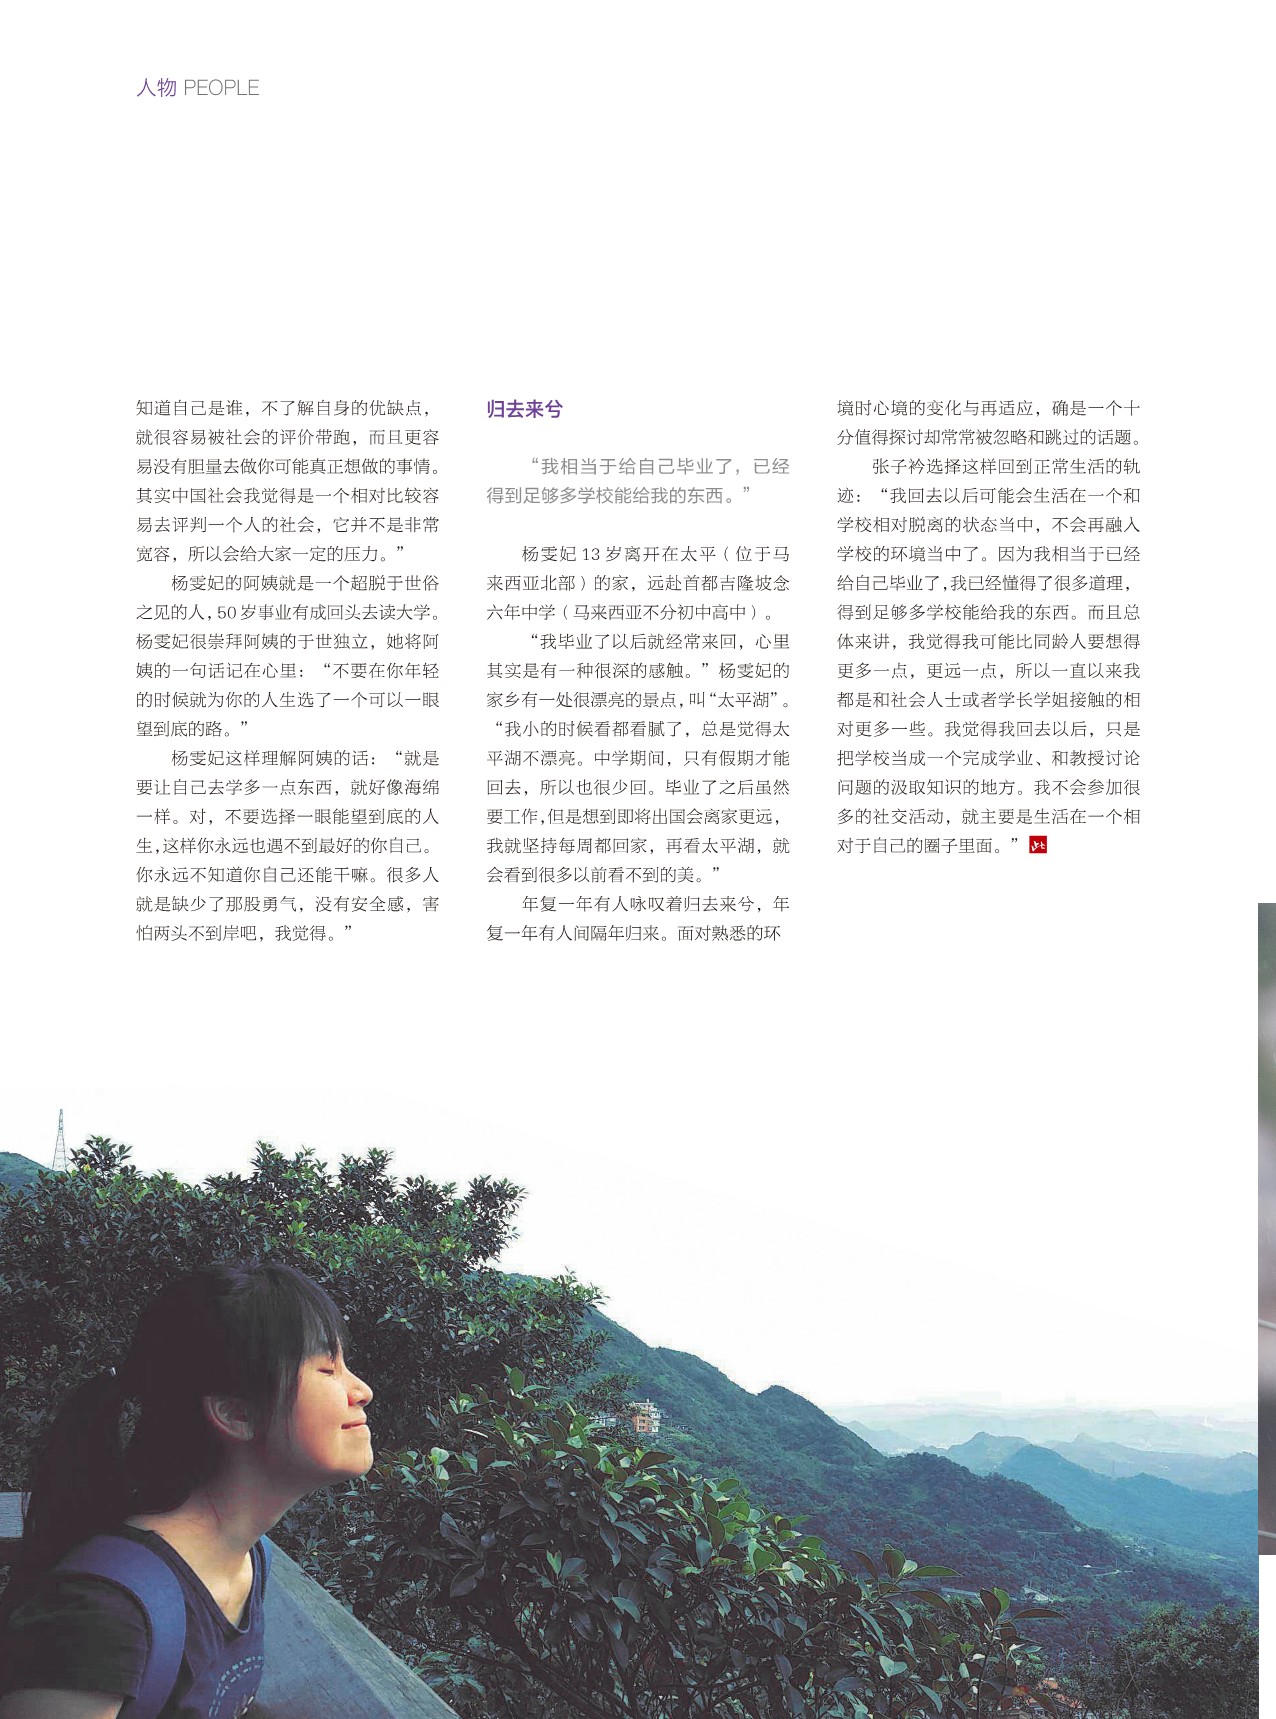 人物 PEOPLE
知道自己是谁，不了解自身的优缺点，
就很容易被社会的评价带跑，而且更容
易没有胆量去做你可能真正想做的事情。
其实中国社会我觉得是一个相对比较容
易去评判一个人的社会，它并不是非常
宽容，所以会给大家一定的压力。”
杨雯妃的阿姨就是一个超脱于世俗
之见的人，50 岁事业有成回头去读大学。
杨雯妃很崇拜阿姨的于世独立，她将阿
姨的一句话记在心里：“不要在你年轻
的时候就为你的人生选了一个可以一眼
望到底的路。”
杨雯妃这样理解阿姨的话：“就是
要让自己去学多一点东西，就好像海绵
一样。对，不要选择一眼能望到底的人
生，这样你永远也遇不到最好的你自己。
你永远不知道你自己还能干嘛。很多人
就是缺少了那股勇气，没有安全感，害
怕两头不到岸吧，我觉得。”
归去来兮
“我相当于给自己毕业了，已经
得到足够多学校能给我的东西。”
杨雯妃 13 岁离开在太平（位于马
来西亚北部）的家，远赴首都吉隆坡念
六年中学（马来西亚不分初中高中）。
“我毕业了以后就经常来回，心里
其实是有一种很深的感触。”杨雯妃的
家乡有一处很漂亮的景点，叫“太平湖”。
“我小的时候看都看腻了，总是觉得太
平湖不漂亮。中学期间，只有假期才能
回去，所以也很少回。毕业了之后虽然
要工作，但是想到即将出国会离家更远，
我就坚持每周都回家，再看太平湖，就
会看到很多以前看不到的美。”
年复一年有人咏叹着归去来兮，年
复一年有人间隔年归来。面对熟悉的环
境时心境的变化与再适应，确是一个十
分值得探讨却常常被忽略和跳过的话题。
张子衿选择这样回到正常生活的轨
迹：“我回去以后可能会生活在一个和
学校相对脱离的状态当中，不会再融入
学校的环境当中了。因为我相当于已经
给自己毕业了，我已经懂得了很多道理，
得到足够多学校能给我的东西。而且总
体来讲，我觉得我可能比同龄人要想得
更多一点，更远一点，所以一直以来我
都是和社会人士或者学长学姐接触的相
对更多一些。我觉得我回去以后，只是
把学校当成一个完成学业、和教授讨论
问题的汲取知识的地方。我不会参加很
多的社交活动，就主要是生活在一个相
对于自己的圈子里面。”